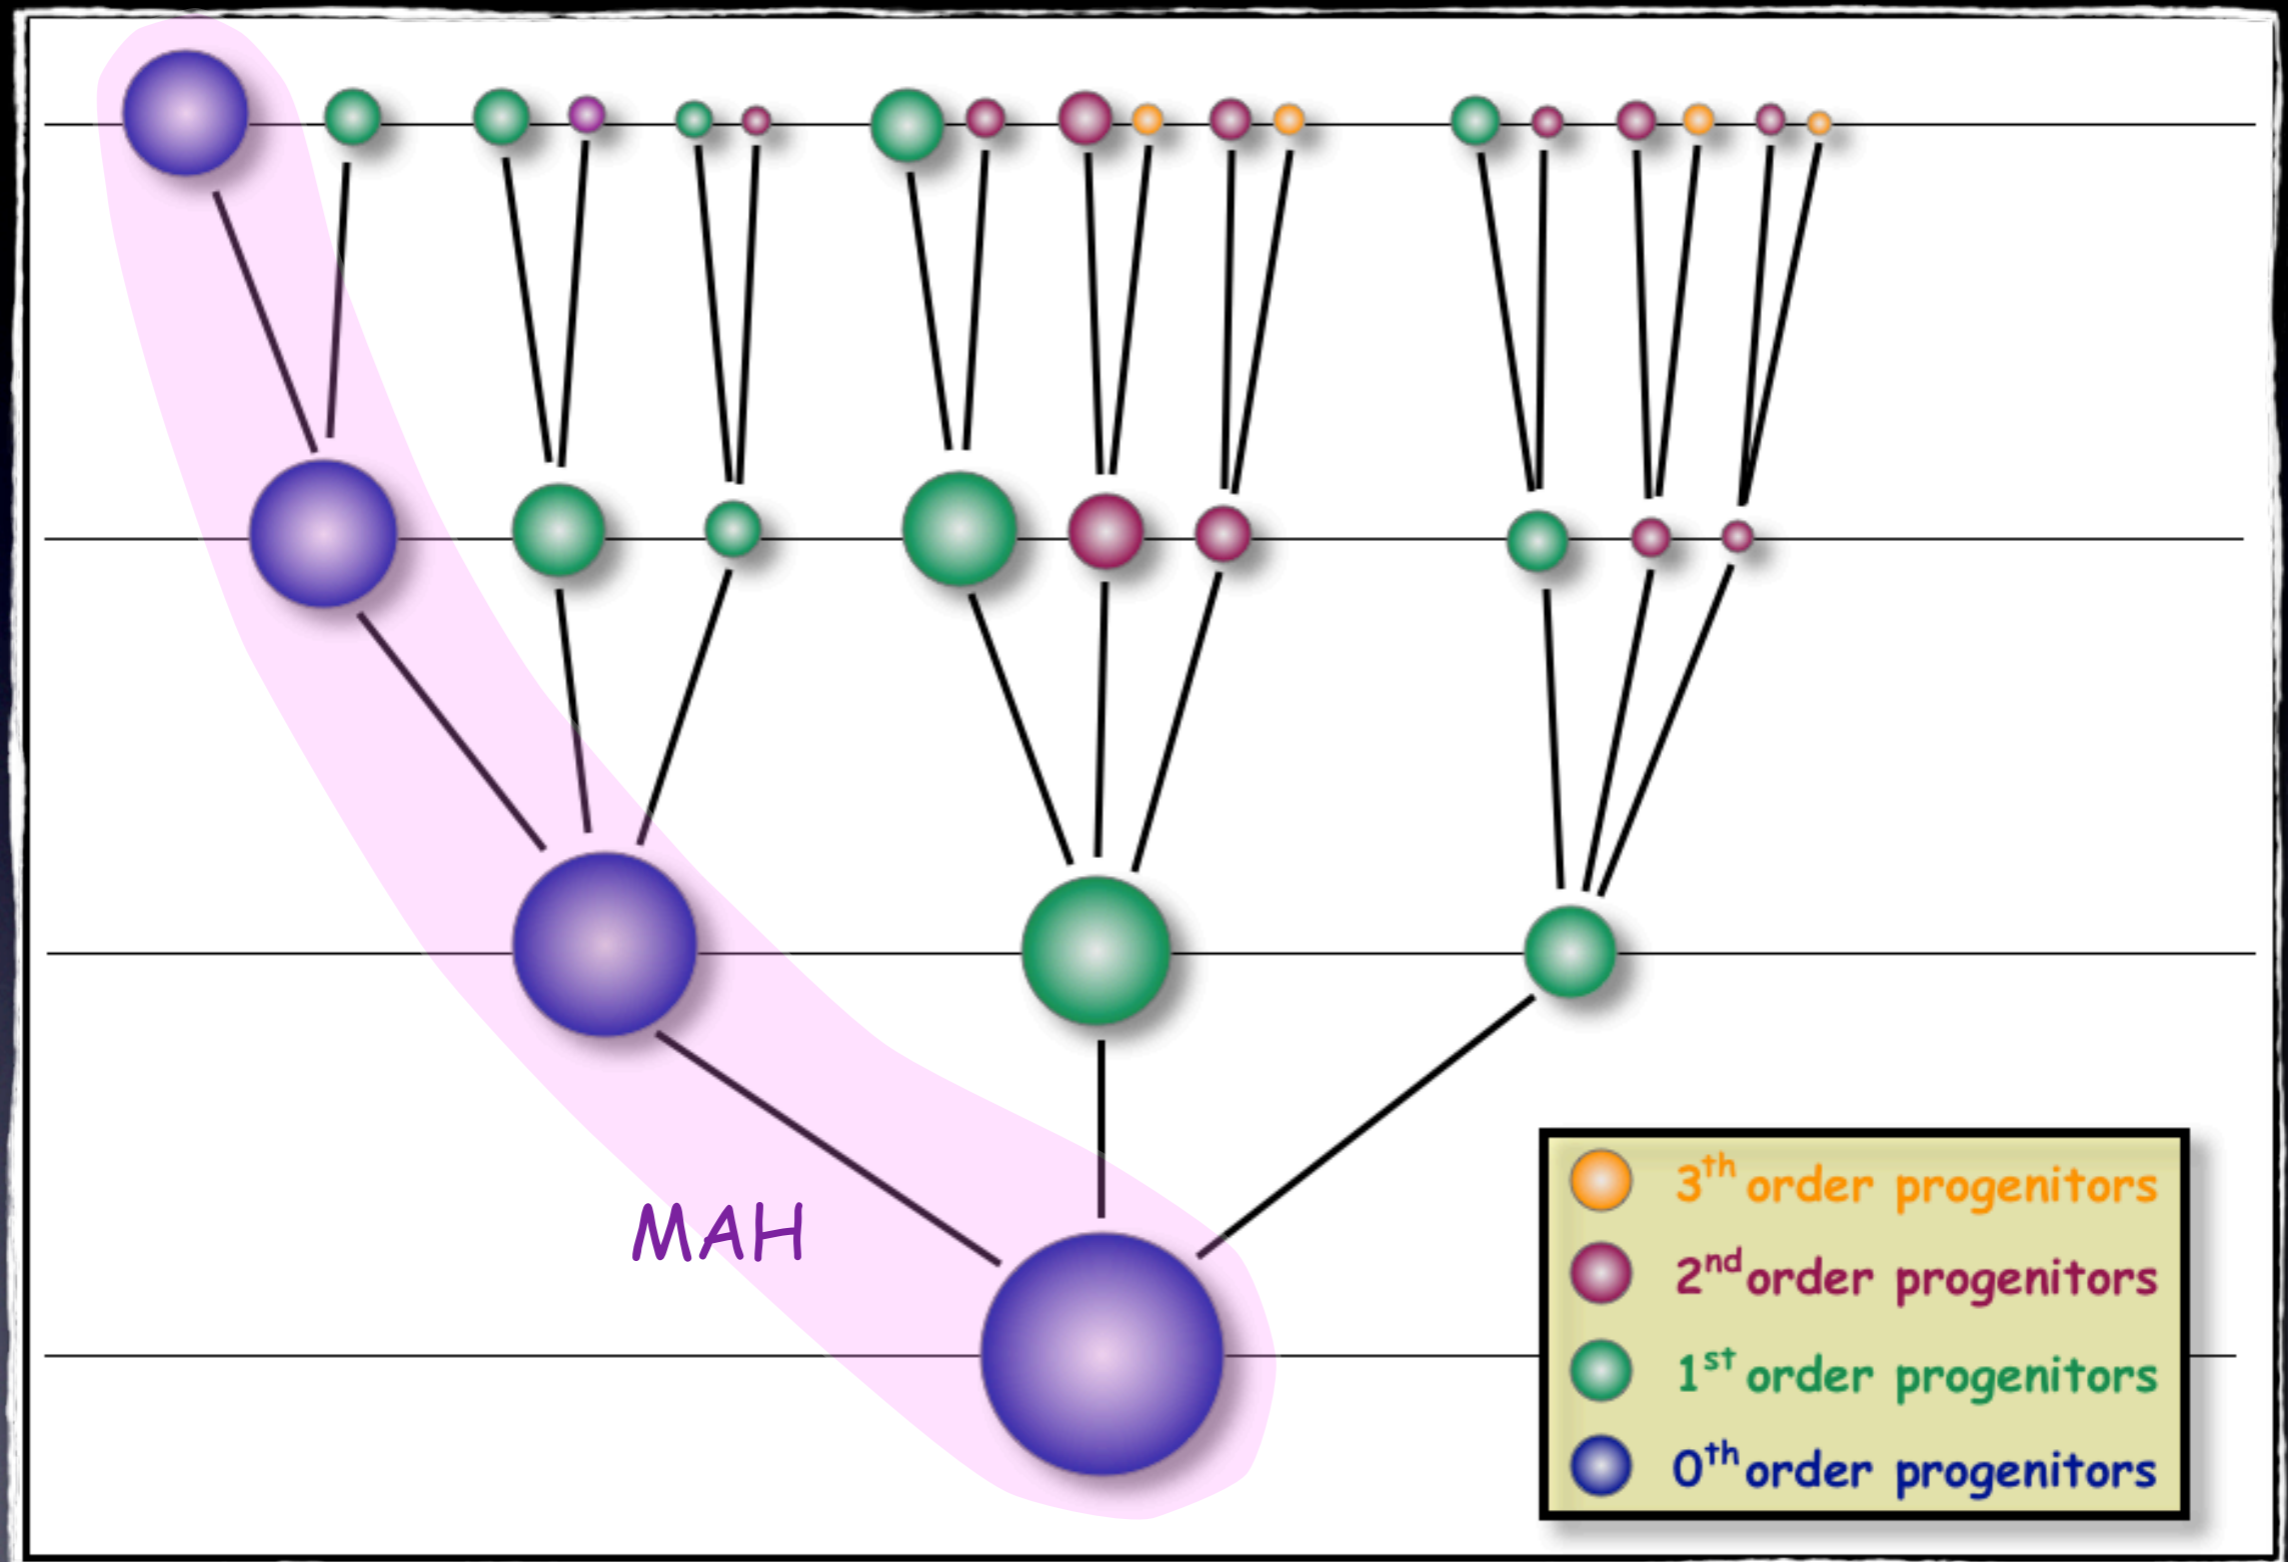 MAH
3th order progenitors
2nd order progenitors
1st order progenitors
0th order progenitors